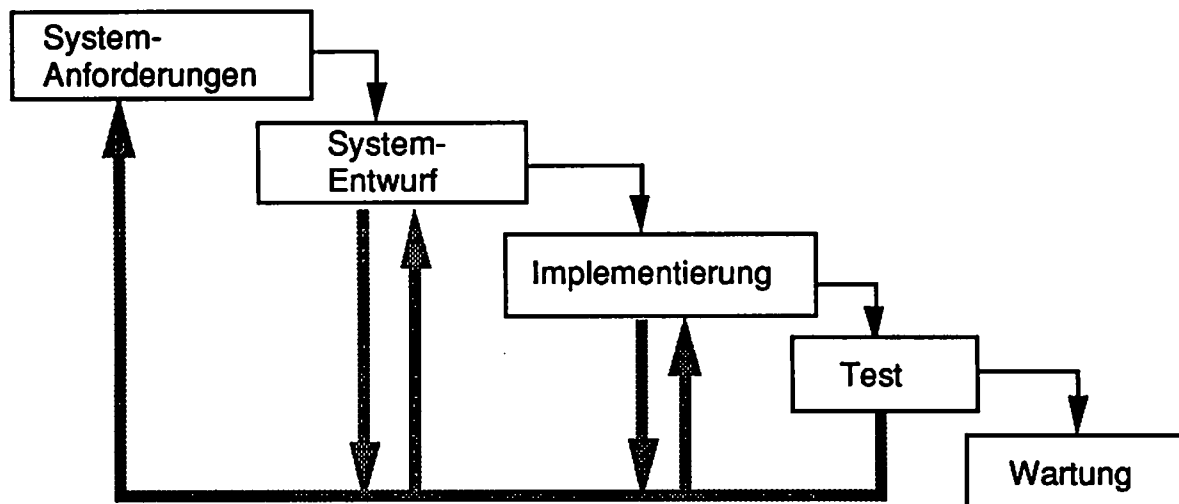 System-
Anforderungen
System-
Entwurf
Implementierung
Test
Wartung